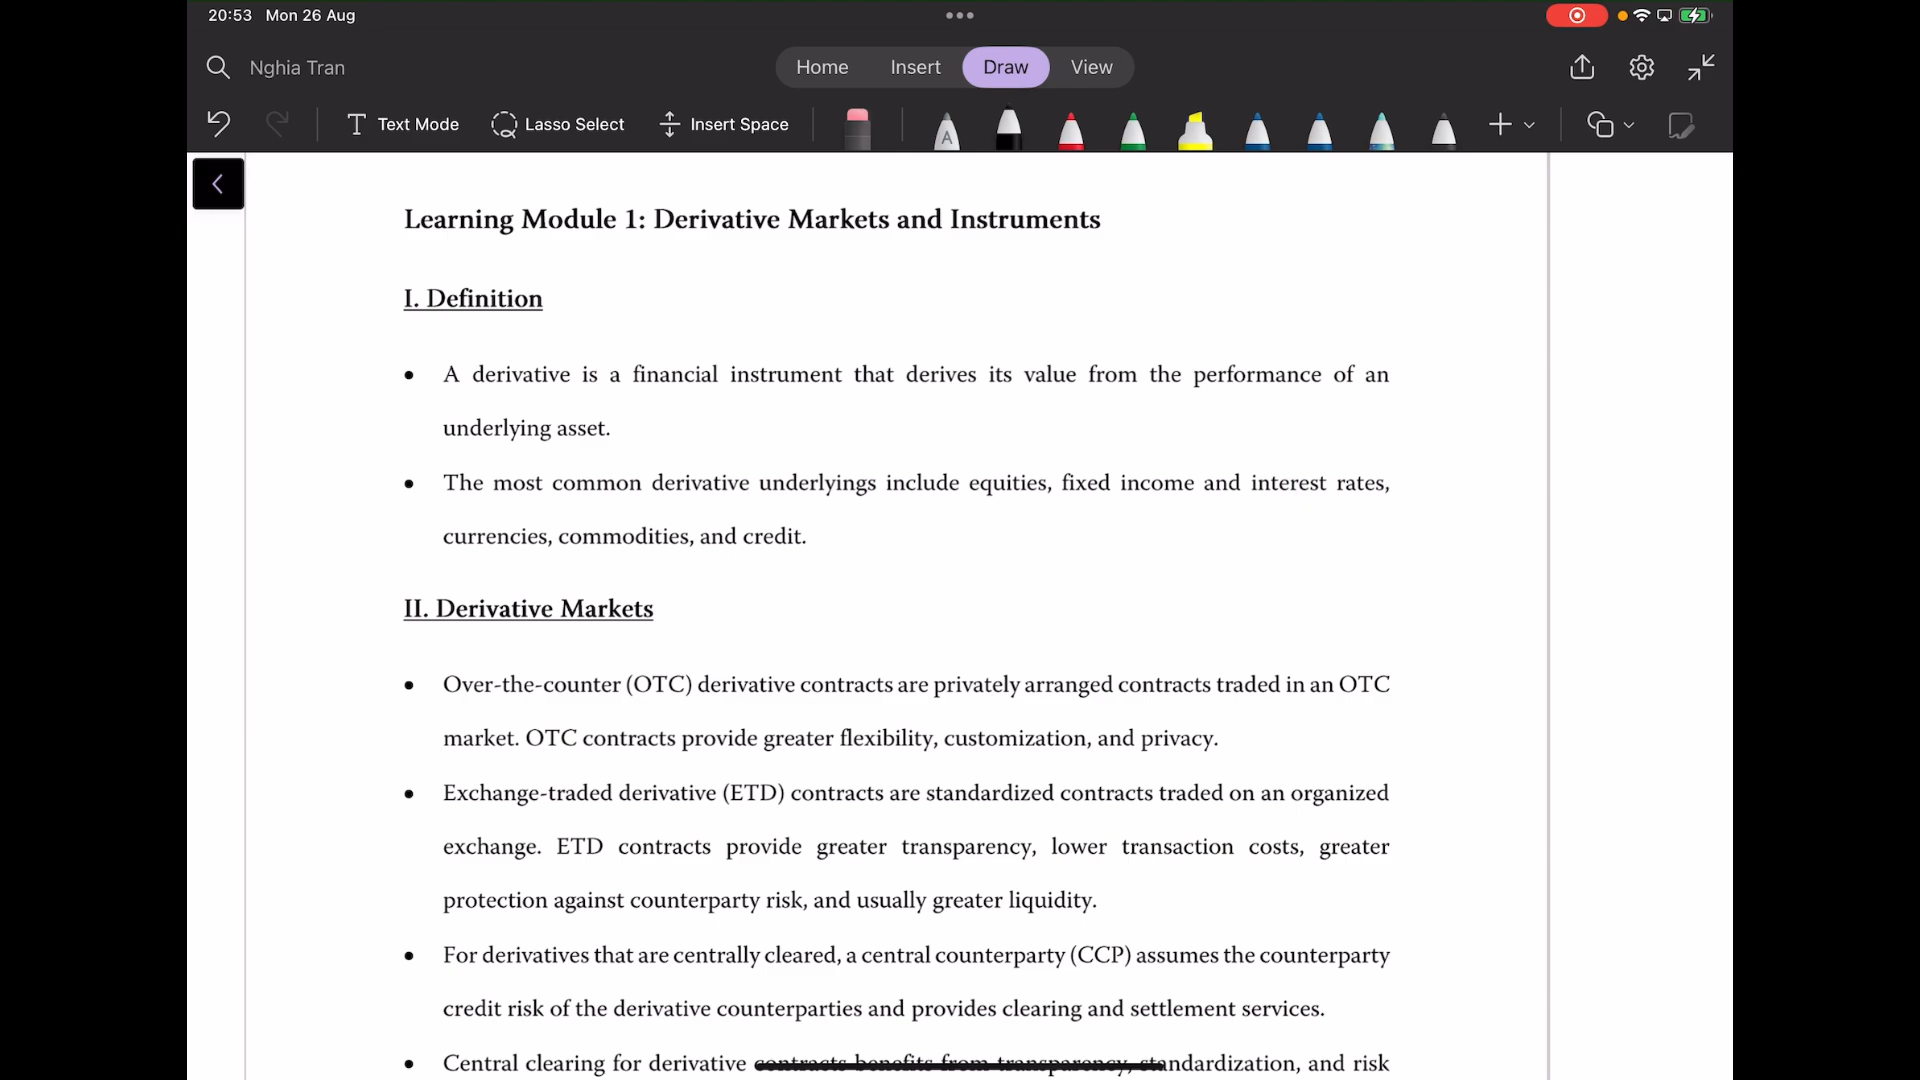 20:53 Mon 26 Aug
Nghia Tran
Home Insert Draw View
Text Mode Lasso Select Insert Space
A
Learning Module 1: Derivative Markets and Instruments
I. Definition
• A derivative is a financial instrument that derives its value from the performance of an
underlying asset.
• The most common derivative underlyings include equities, fixed income and interest rates,
currencies, commodities, and credit.
II. Derivative Markets
• Over-the-counter (OTC) derivative contracts are privately arranged contracts traded in an OTC
market. OTC contracts provide greater flexibility, customization, and privacy.
• Exchange-traded derivative (ETD) contracts are standardized contracts traded on an organized
exchange. ETD contracts provide greater transparency, lower transaction costs, greater
protection against counterparty risk, and usually greater liquidity.
• For derivatives that are centrally cleared, a central counterparty (CCP) assumes the counterparty
credit risk of the derivative counterparties and provides clearing and settlement services.
• Central clearing for derivative contracts benefits from transparency, standardization, and risk